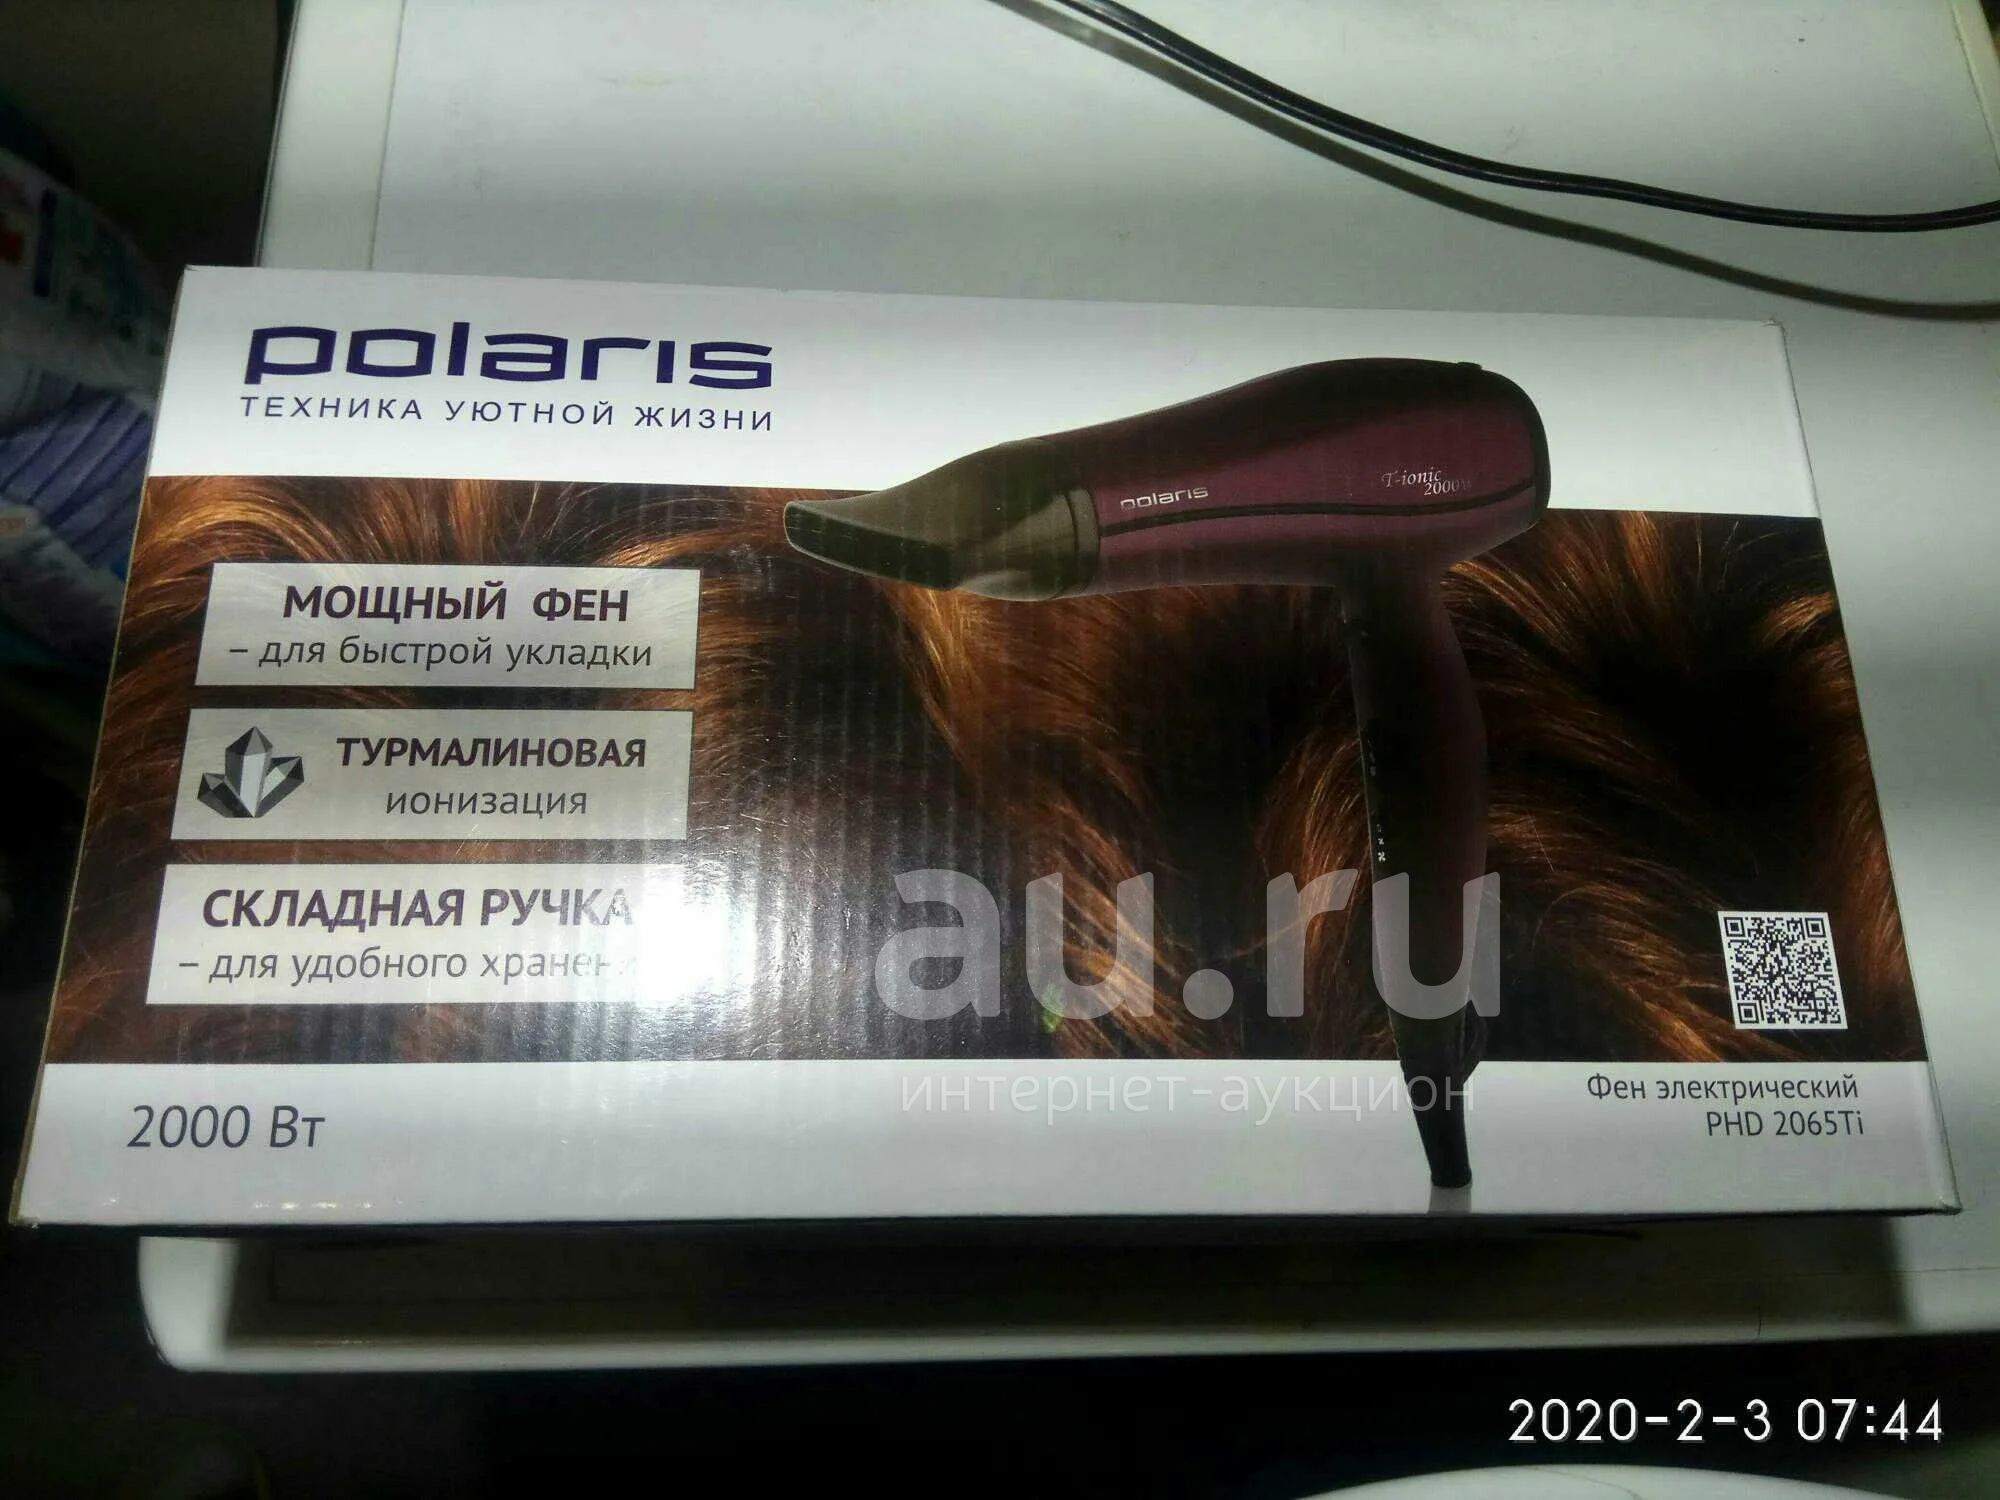 polaris
ТЕХНИКА УЮТНОЙ ЖИЗНИ
polaris
T-ionic
2000W
МОЩНЫЙ ФЕН
– для быстрой укладки
ТУРМАЛИНОВАЯ
ионизация
СКЛАДНАЯ РУЧКА
– для удобного
au.ru
интернет-аукцион
2000 Вт
Фен электрический
PHD 2065Ti
2020-2-3 07:44